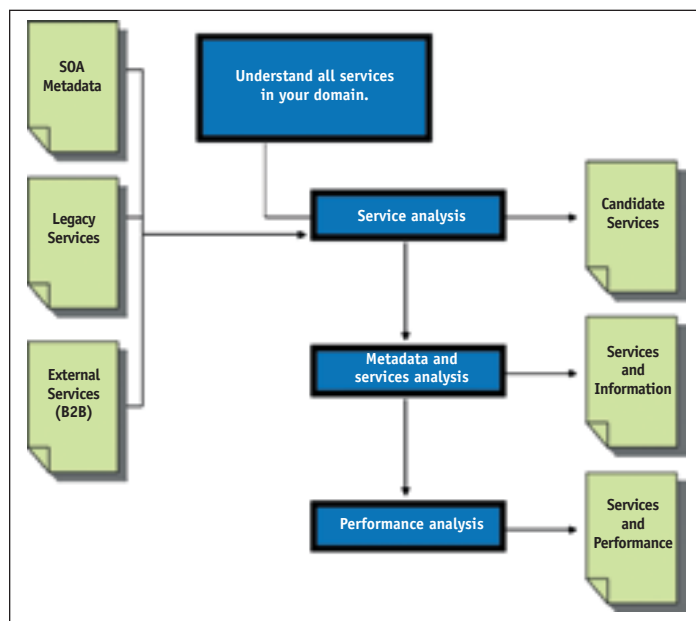 SOA
Metadata
Understand all services
in your domain.
Legacy
Services
Service analysis
Candidate
Services
External
Services
(B2B)
Metadata and
services analysis
Services
and
Information
Performance analysis
Services
and
Performance